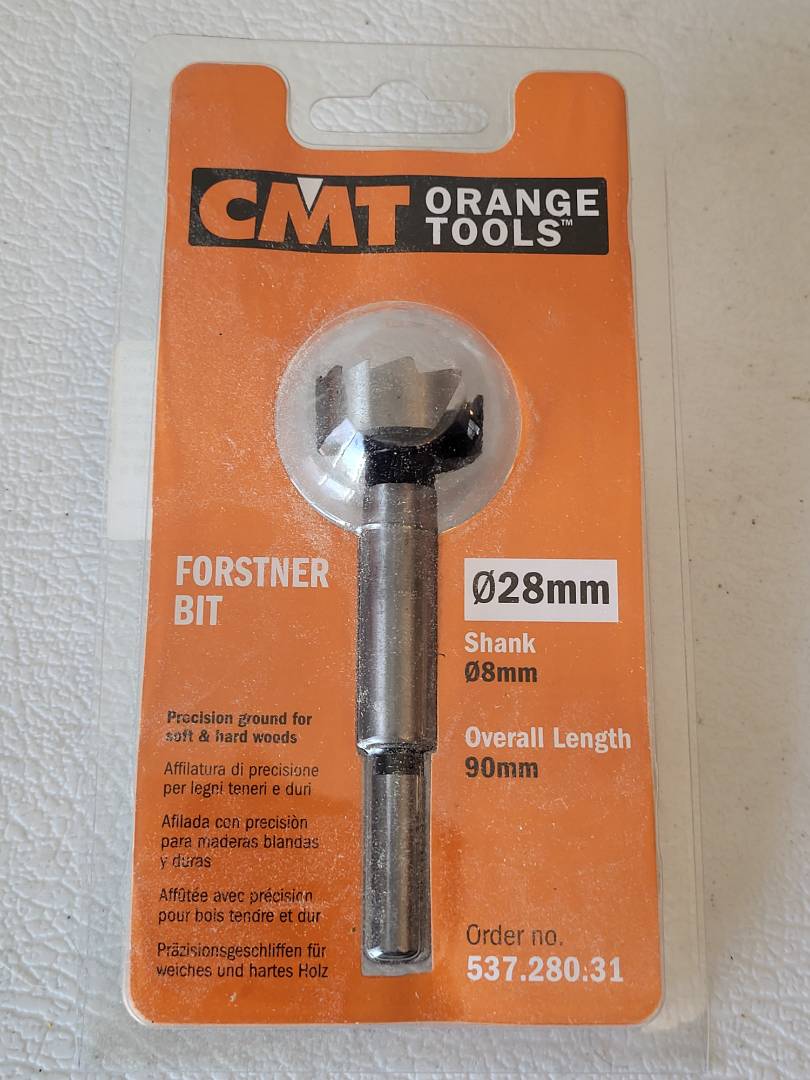 CMT ORANGE
TOOLS™
FORSTNER
BIT
Ø28mm
Shank
Ø8mm
Overall Length
90mm
Precision ground for
soft & hard woods
Affilatura di precisione
per legni teneri e duri
Afilada con precisiòn
para maderas blandas
y duras
Affûtée avec précision
pour bois tendre et dur
Präzisionsgeschliffen für
weiches und hartes Holz
Order no.
537.280.31